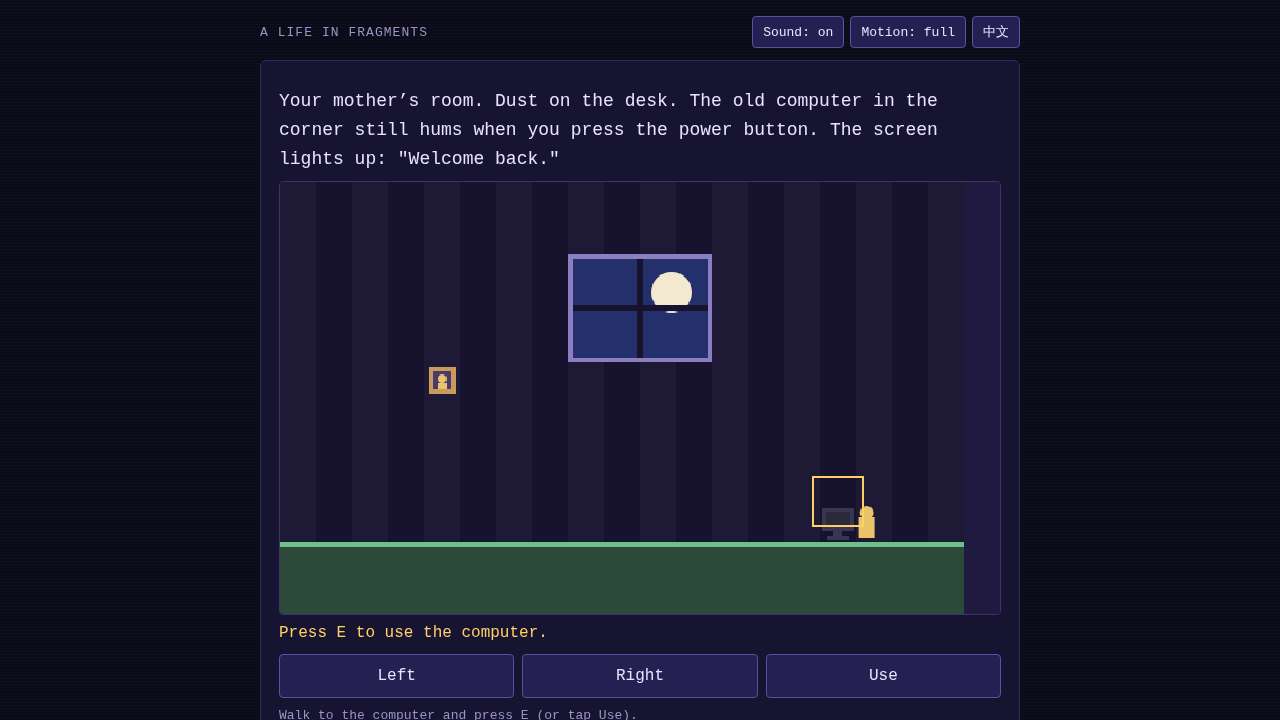 A LIFE IN FRAGMENTS
Sound: on
Motion: full
中文
Your mother’s room. Dust on the desk. The old computer in the
corner still hums when you press the power button. The screen
lights up: "Welcome back."
Press E to use the computer.
Left
Right
Use
Walk to the computer and press E (or tap Use).